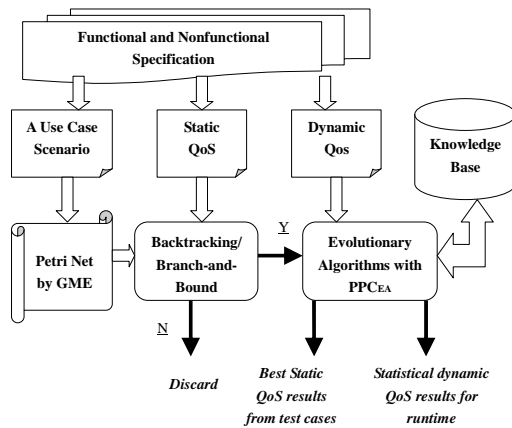 Functional and Nonfunctional
Specification
A Use Case
Scenario
Static
QoS
Dynamic
Qos
Knowledge
Base
Petri Net
by GME
Backtracking/
Branch-and-
Bound
Y
Evolutionary
Algorithms with
PPCEA
N
Discard
Best Static
QoS results
from test cases
Statistical dynamic
QoS results for
runtime